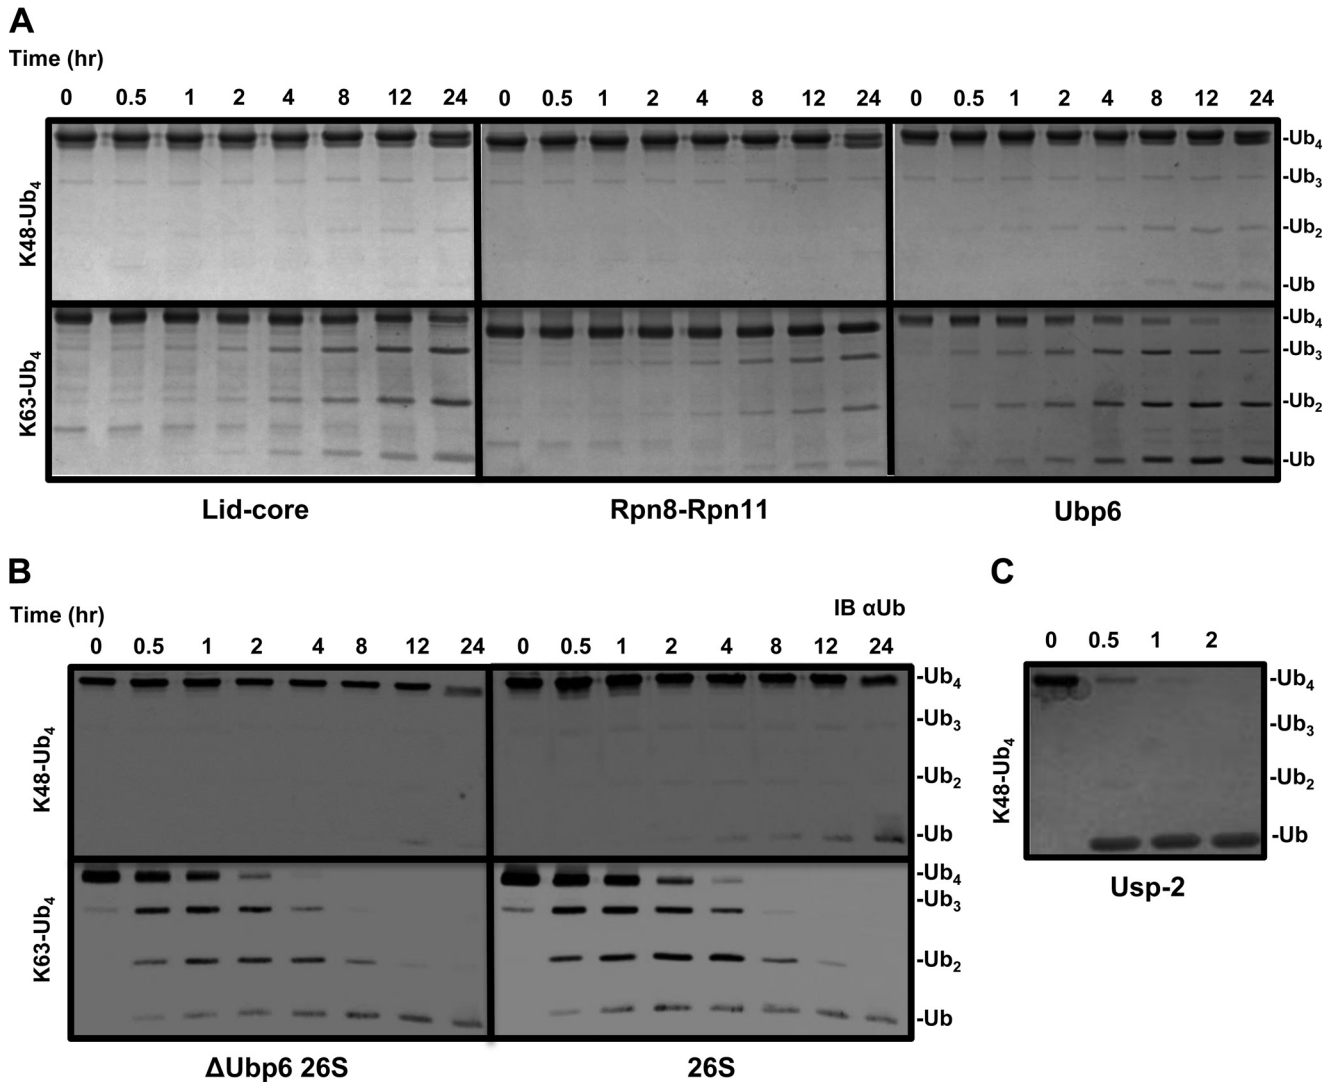 A
Time (hr)
0 0.5 1 2 4 8 12 24 0 0.5 1 2 4 8 12 24 0 0.5 1 2 4 8 12 24
K48-Ub4
-Ub4
-Ub3
-Ub2
-Ub
K63-Ub4
-Ub4
-Ub3
-Ub2
-Ub
Lid-core Rpn8-Rpn11 Ubp6
B
Time (hr)
IB αUb
0 0.5 1 2 4 8 12 24 0 0.5 1 2 4 8 12 24
K48-Ub4
-Ub4
-Ub3
-Ub2
-Ub
K63-Ub4
-Ub4
-Ub3
-Ub2
-Ub
ΔUbp6 26S 26S
C
0 0.5 1 2
K48-Ub4
-Ub4
-Ub3
-Ub2
-Ub
Usp-2